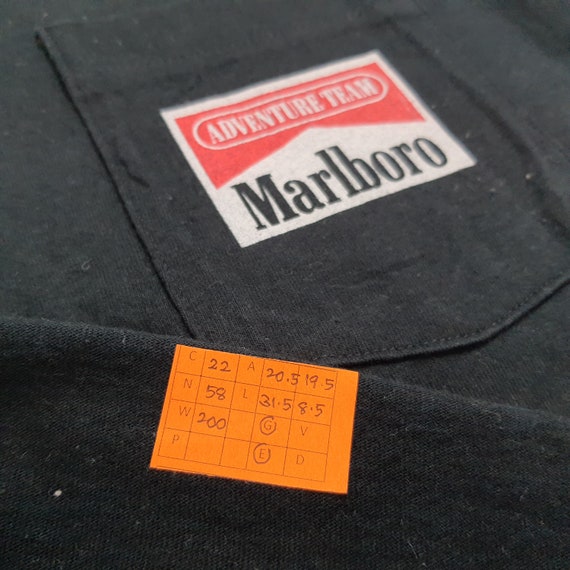 ADVENTURE TEAM
Marlboro
C 22 A 20.5 19.5
N 58 L 31.5 8.5
W 200 G V
P E D